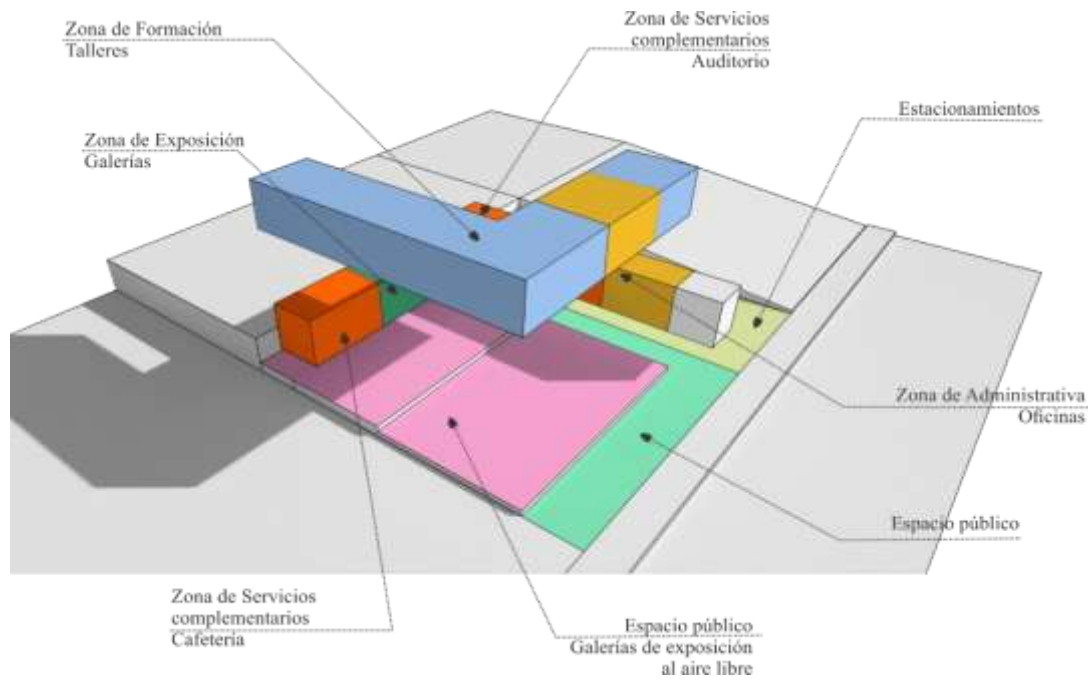 Zona de Formación
Talleres
Zona de Servicios
complementarios
Auditorio
Estacionamientos
Zona de Exposición
Galerías
Zona de Administrativa
Oficinas
Espacio público
Zona de Servicios
complementarios
Cafetería
Espacio público
Galerías de exposición
al aire libre